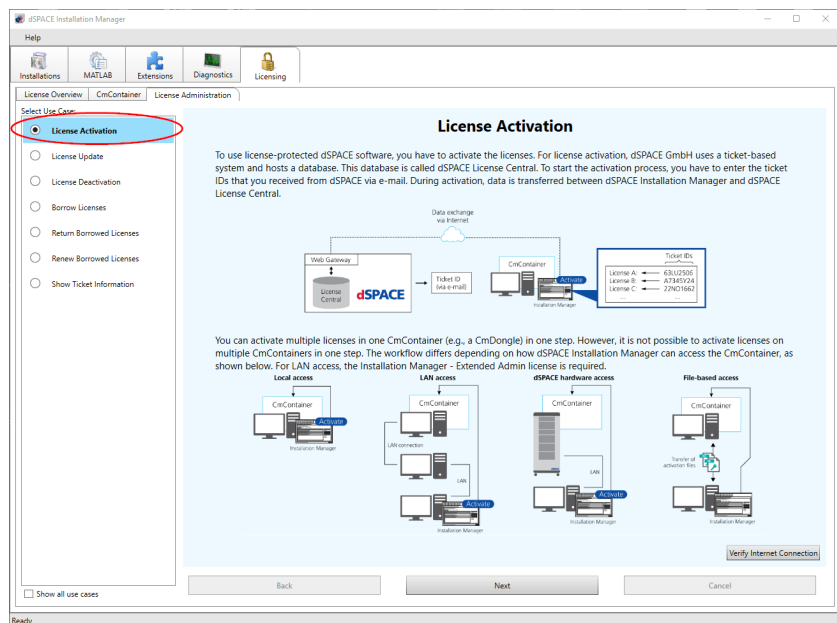 dSPACE Installation Manager
Help
Installations
MATLAB
Extensions
Diagnostics
Licensing
License Overview
CmContainer
License Administration
Select Use Case:
License Activation
License Update
License Deactivation
Borrow Licenses
Return Borrowed Licenses
Renew Borrowed Licenses
Show Ticket Information
Show all use cases
License Activation
To use license-protected dSPACE software, you have to activate the licenses. For license activation, dSPACE GmbH uses a ticket-based
system and hosts a database. This database is called dSPACE License Central. To start the activation process, you have to enter the ticket
IDs that you received from dSPACE via e-mail. During activation, data is transferred between dSPACE Installation Manager and dSPACE
License Central.
Data exchange
via Internet
Web Gateway
License
Central
dSPACE
Ticket ID
(via e-mail)
CmContainer
Activate
Installation Manager
Ticket IDs
License A: 63LU2506
License B: A7345Y24
License C: 22NO1662
... ...
You can activate multiple licenses in one CmContainer (e.g., a CmDongle) in one step. However, it is not possible to activate licenses on
multiple CmContainers in one step. The workflow differs depending on how dSPACE Installation Manager can access the CmContainer, as
shown below. For LAN access, the Installation Manager - Extended Admin license is required.
Local access
CmContainer
Activate
Installation Manager
LAN access
CmContainer
LAN connection
LAN
Activate
Installation Manager
dSPACE hardware access
CmContainer
LAN
Activate
Installation Manager
File-based access
CmContainer
Transfer of
activation files
Installation Manager
Verify Internet Connection
Back
Next
Cancel
Ready